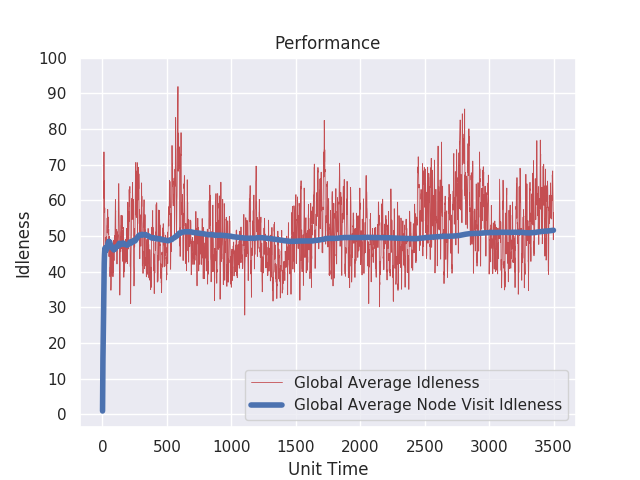 Performance
100
90
80
70
60
50
40
30
20
10
0
Idleness
Global Average Idleness
Global Average Node Visit Idleness
0 500 1000 1500 2000 2500 3000 3500
Unit Time